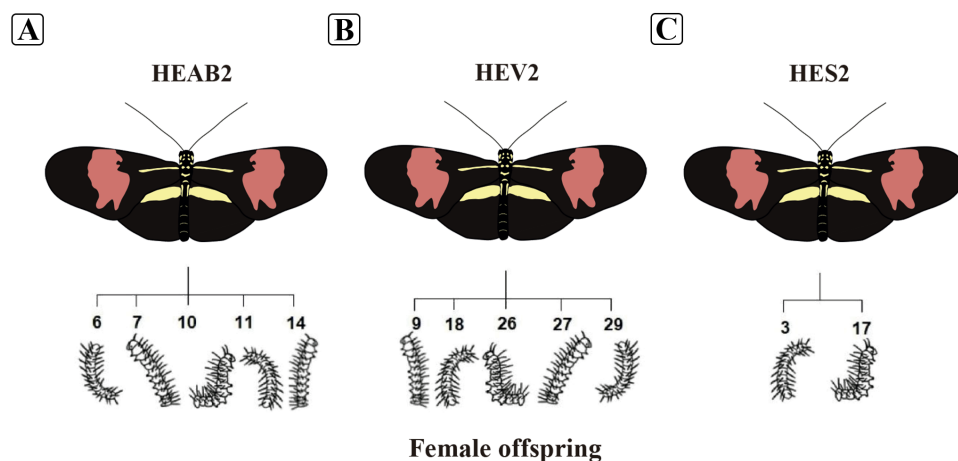 A
B
C
HEAB2
HEV2
HES2
6 7 10 11 14
9 18 26 27 29
3 17
Female offspring